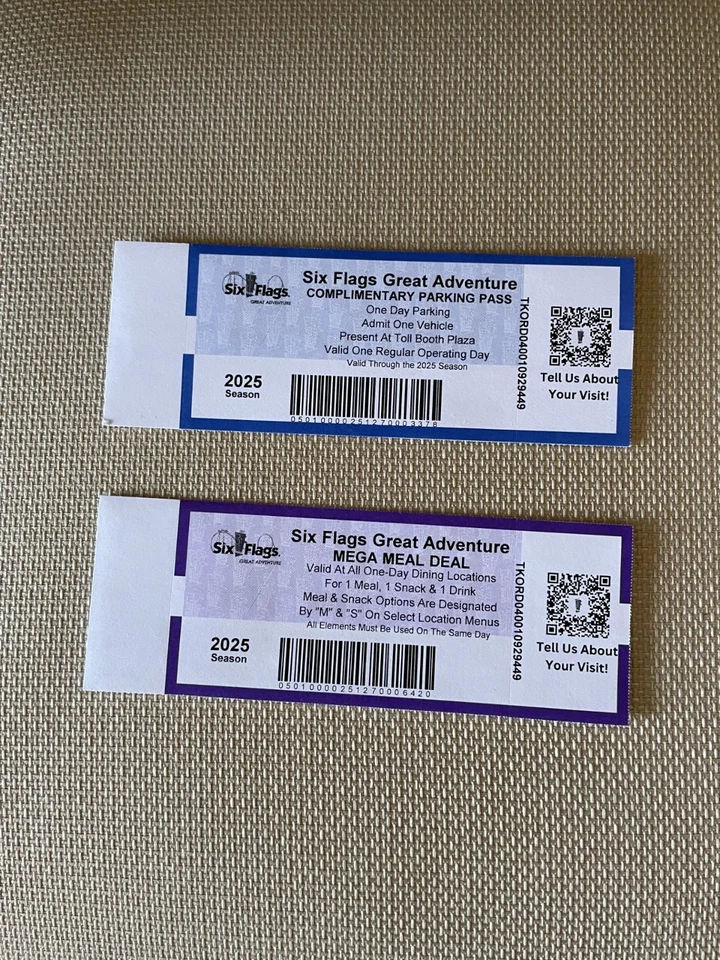 Six Flags
GREAT ADVENTURE
Six Flags Great Adventure
COMPLIMENTARY PARKING PASS
One Day Parking
Admit One Vehicle
Present At Toll Booth Plaza
Valid One Regular Operating Day
Valid Through the 2025 Season
2025
Season
05010000251270003378
TKORD040010929449
Tell Us About
Your Visit!
Six Flags
GREAT ADVENTURE
Six Flags Great Adventure
MEGA MEAL DEAL
Valid At All One-Day Dining Locations
For 1 Meal, 1 Snack & 1 Drink
Meal & Snack Options Are Designated
By "M" & "S" On Select Location Menus
All Elements Must Be Used On The Same Day
2025
Season
05010000251270006420
TKORD040010929449
Tell Us About
Your Visit!